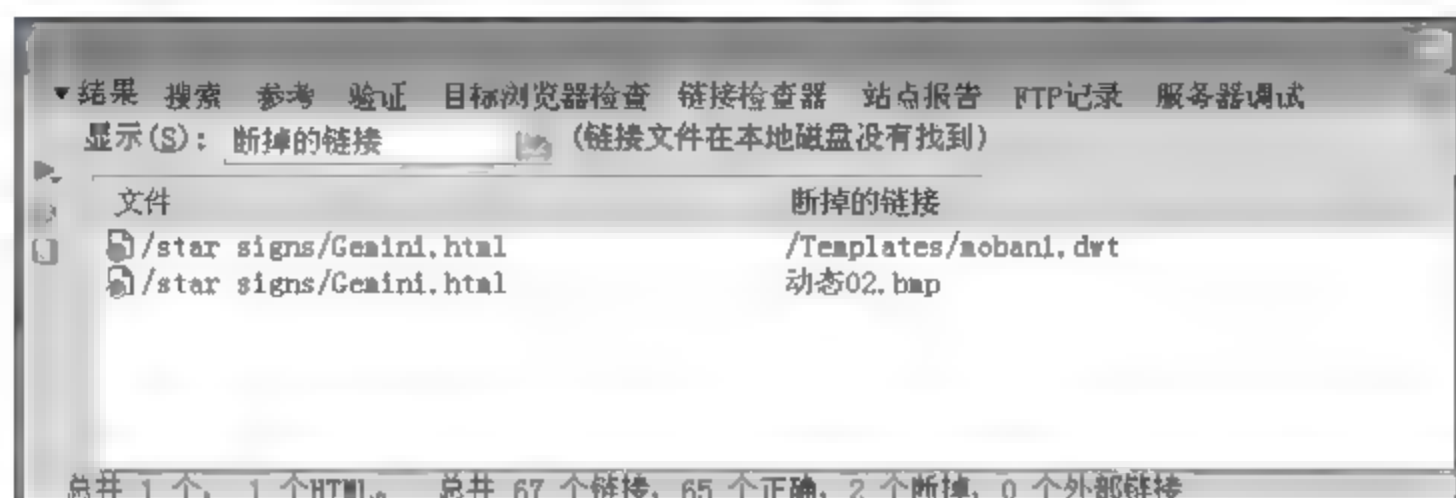 结果 搜索 参考 验证 目标浏览器检查 链接检查器 站点报告 FTP记录 服务器调试
显示(S): 断掉的链接 (链接文件在本地磁盘没有找到)
文件 断掉的链接
/star signs/Gemini.html /Templates/moban1.dwt
/star signs/Gemini.html 动态02.bmp
总共 1 个, 1 个HTML。 总共 67 个链接, 65 个正确, 2 个断掉, 0 个外部链接